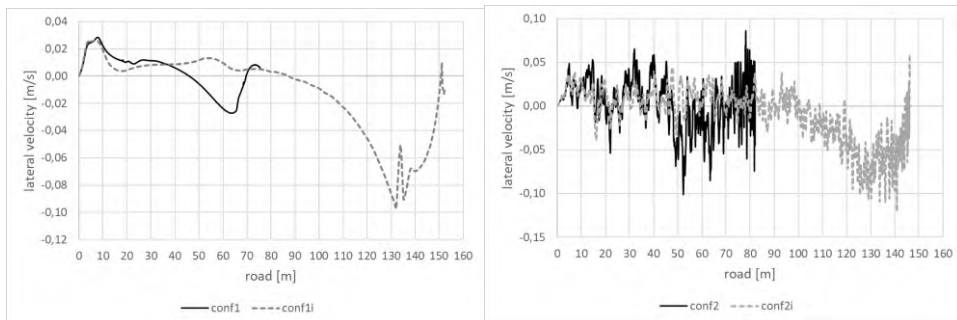 0,04
0,02
0,00
-0,02
-0,04
-0,06
-0,08
-0,10
-0,12
lateral velocity [m/s]
0 10 20 30 40 50 60 70 80 90 100 110 120 130 140 150 160
road [m]
conf1 conf1i
0,10
0,05
0,00
-0,05
-0,10
-0,15
lateral velocity [m/s]
0 10 20 30 40 50 60 70 80 90 100 110 120 130 140 150 160
road [m]
conf2 conf2i